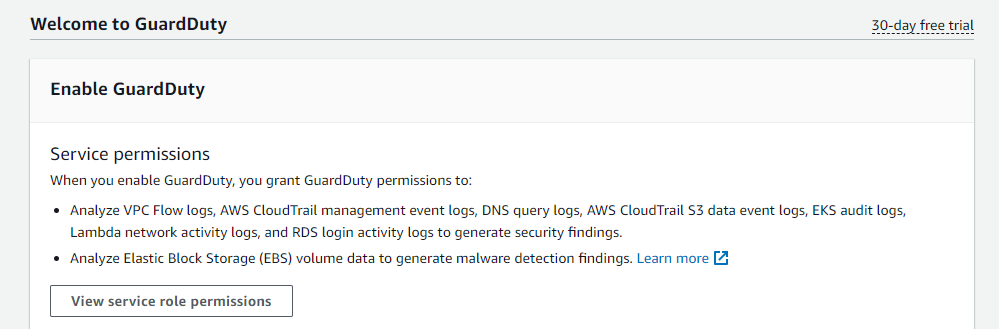 Welcome to GuardDuty
30-day free trial
Enable GuardDuty
Service permissions
When you enable GuardDuty, you grant GuardDuty permissions to:
• Analyze VPC Flow logs, AWS CloudTrail management event logs, DNS query logs, AWS CloudTrail S3 data event logs, EKS audit logs,
Lambda network activity logs, and RDS login activity logs to generate security findings.
• Analyze Elastic Block Storage (EBS) volume data to generate malware detection findings. Learn more
View service role permissions